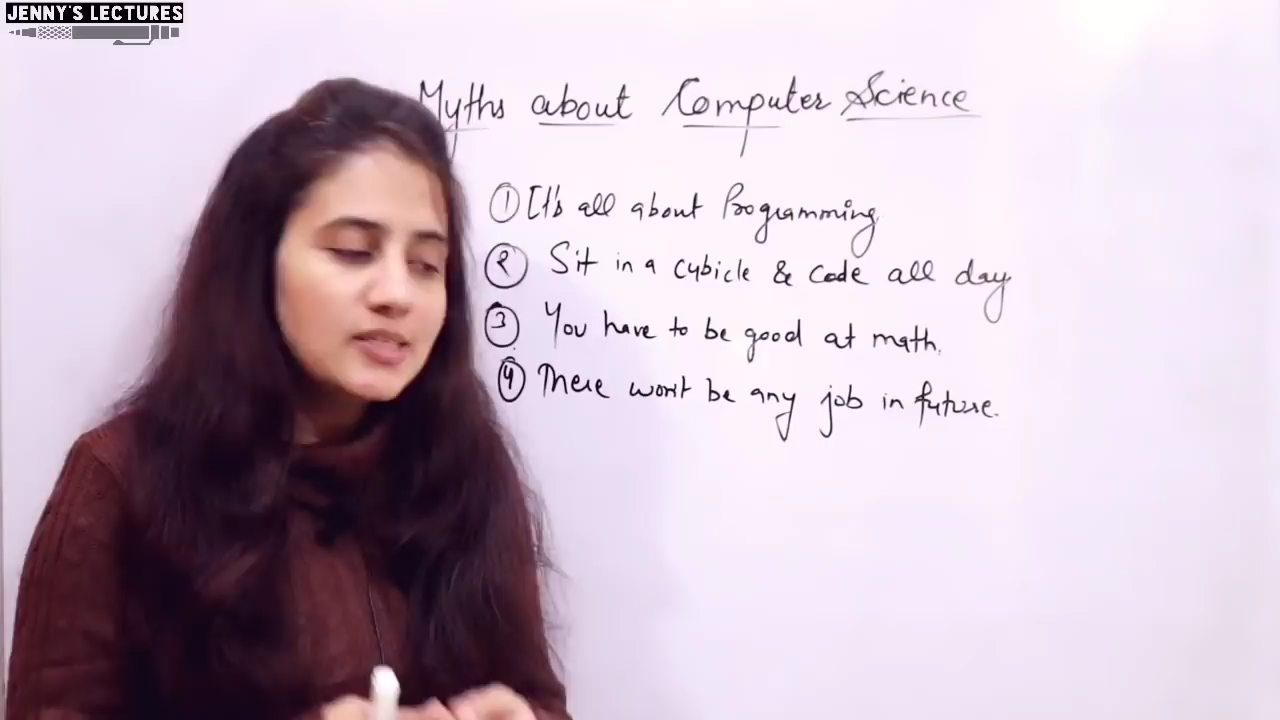 JENNY'S LECTURES
Myths about Computer Science
① It's all about Programming
② Sit in a cubicle & Code all day
③ You have to be good at math.
④ There won't be any job in future.